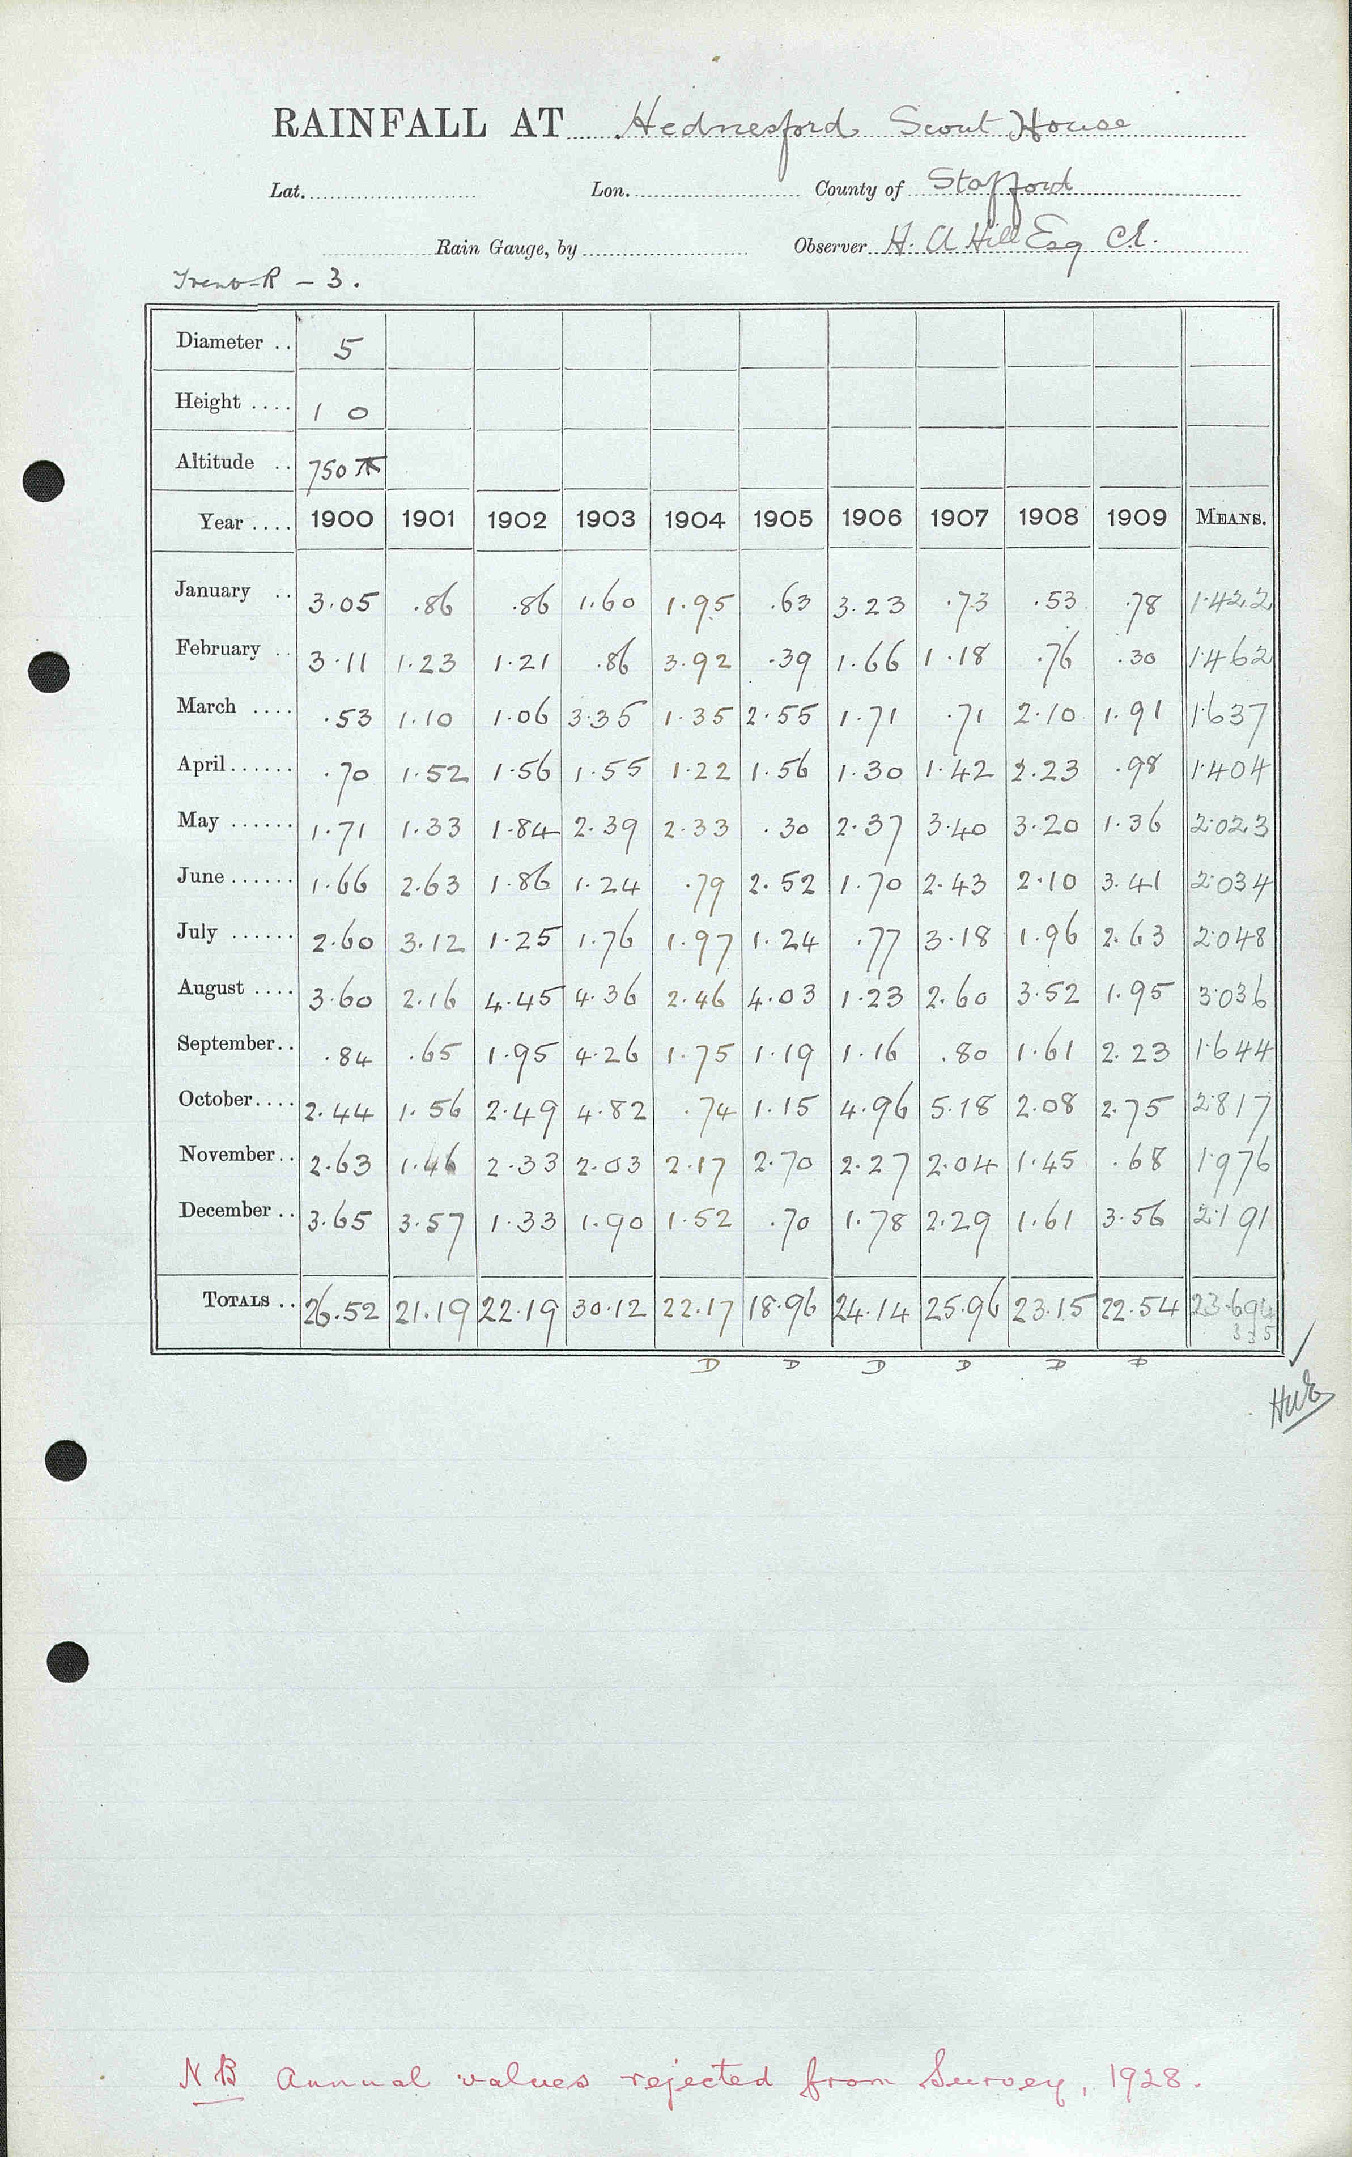 RAINFALL AT Hednesford Scout House
Lat. Lon. County of Stafford
Rain Gauge, by Observer H. A Hill Esq C.E.
Trent-R - 3.
Diameter .. 5
Height .... 1 0
Altitude .. 750 ft
Year .... 1900 1901 1902 1903 1904 1905 1906 1907 1908 1909 MEANS.
January .. 3.05 .86 .86 1.60 1.95 .63 3.23 .73 .53 .78 1.422
February .. 3.11 1.23 1.21 .86 3.92 .39 1.66 1.18 .76 .30 1.462
March .... .53 1.10 1.06 3.35 1.35 2.55 1.71 .71 2.10 1.91 1.637
April...... .70 1.52 1.56 1.55 1.22 1.56 1.30 1.42 2.23 .98 1.404
May ...... 1.71 1.33 1.84 2.39 2.33 .30 2.37 3.40 3.20 1.36 2.023
June...... 1.66 2.63 1.86 1.24 .79 2.52 1.70 2.43 2.10 3.41 2.034
July ...... 2.60 3.12 1.25 1.76 1.97 1.24 .77 3.18 1.96 2.63 2.048
August .... 3.60 2.16 4.45 4.36 2.46 4.03 1.23 2.60 3.52 1.95 3.036
September.. .84 .65 1.95 4.26 1.75 1.19 1.16 .80 1.61 2.23 1.644
October.... 2.44 1.56 2.49 4.82 .74 1.15 4.96 5.18 2.08 2.75 2.817
November.. 2.63 1.46 2.33 2.03 2.17 2.70 2.27 2.04 1.45 .68 1.976
December .. 3.65 3.57 1.33 1.90 1.52 .70 1.78 2.29 1.61 3.56 2.191
TOTALS .. 26.52 21.19 22.19 30.12 22.17 18.96 24.14 25.96 23.15 22.54 23.694
D D D D D D
NB Annual values rejected from Survey, 1928.